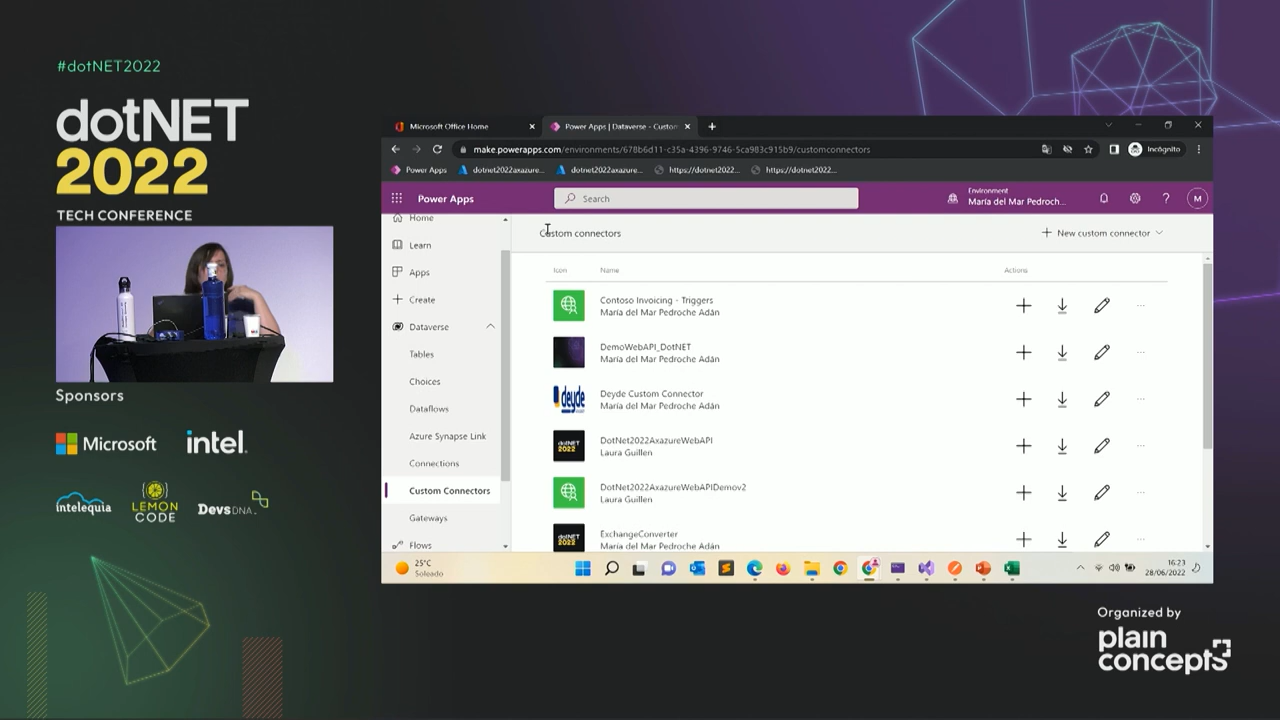 #dotNET2022
dotNET
2022
TECH CONFERENCE
Sponsors
Microsoft
intel.
intelequia
LEMON
CODE
DevsDNA
Microsoft Office Home
Power Apps | Dataverse - Custom
make.powerapps.com/environments/678b6d11-c35a-4396-9746-5ca983c915b9/customconnectors
Incógnito
Power Apps
dotnet2022axazure...
dotnet2022axazure...
https://dotnet2022...
https://dotnet2022...
Power Apps
Search
Environment
María del Mar Pedroch...
M
Home
Learn
Apps
Create
Dataverse
Tables
Choices
Dataflows
Azure Synapse Link
Connections
Custom Connectors
Gateways
Flows
Custom connectors
New custom connector
Icon
Name
Actions
Contoso Invoicing - Triggers
María del Mar Pedroche Adán
DemoWebAPI_DotNET
María del Mar Pedroche Adán
deyde
Deyde Custom Connector
María del Mar Pedroche Adán
dotNET
2022
DotNet2022AxazureWebAPI
Laura Guillen
DotNet2022AxazureWebAPIDemov2
Laura Guillen
dotNET
2022
ExchangeConverter
María del Mar Pedroche Adán
25°C
Soleado
16:23
28/06/2022
Organized by
plain
concepts